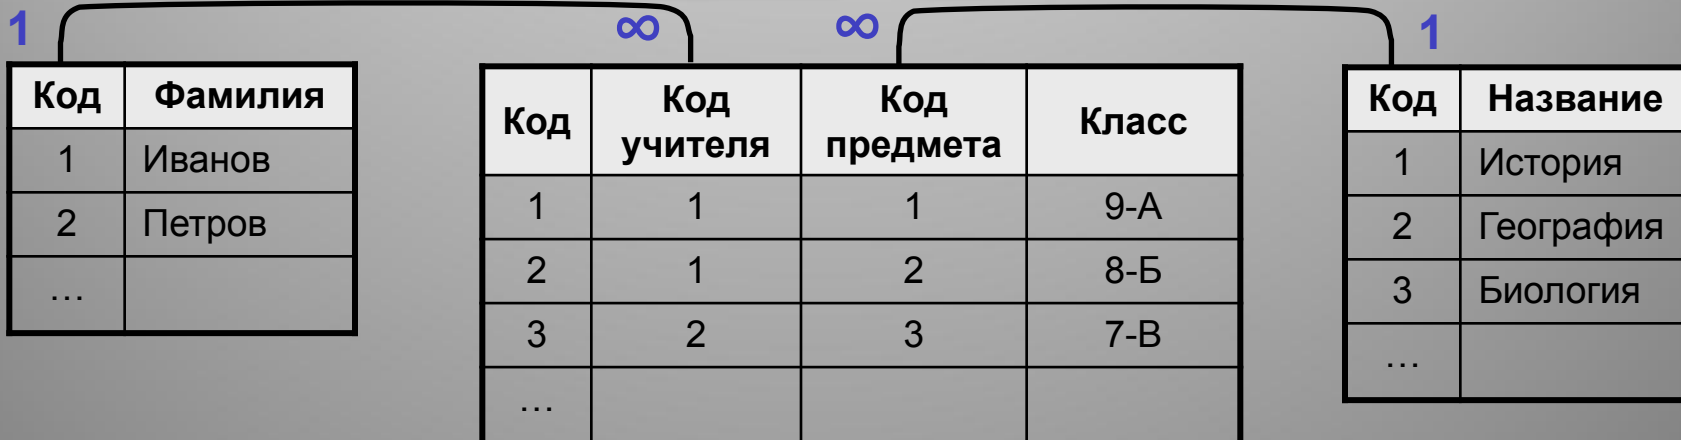 1 ∞ ∞ 1
Код Фамилия
1 Иванов
2 Петров
…
Код Код учителя Код предмета Класс
1 1 1 9-А
2 1 2 8-Б
3 2 3 7-В
…
Код Название
1 История
2 География
3 Биология
…